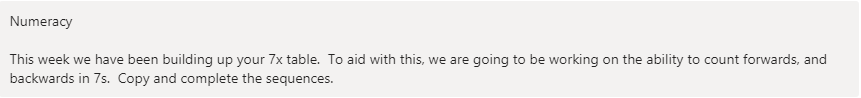 Numeracy
This week we have been building up your 7x table.  To aid with this, we are going to be working on the ability to count forwards, and
backwards in 7s.  Copy and complete the sequences.